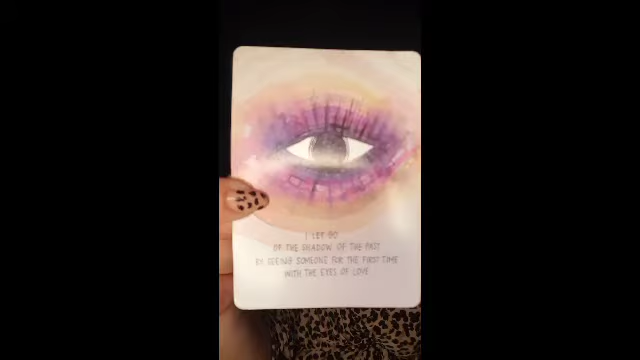 I LET GO
OF THE SHADOW OF THE PAST
BY SEEING SOMEONE FOR THE FIRST TIME
WITH THE EYES OF LOVE